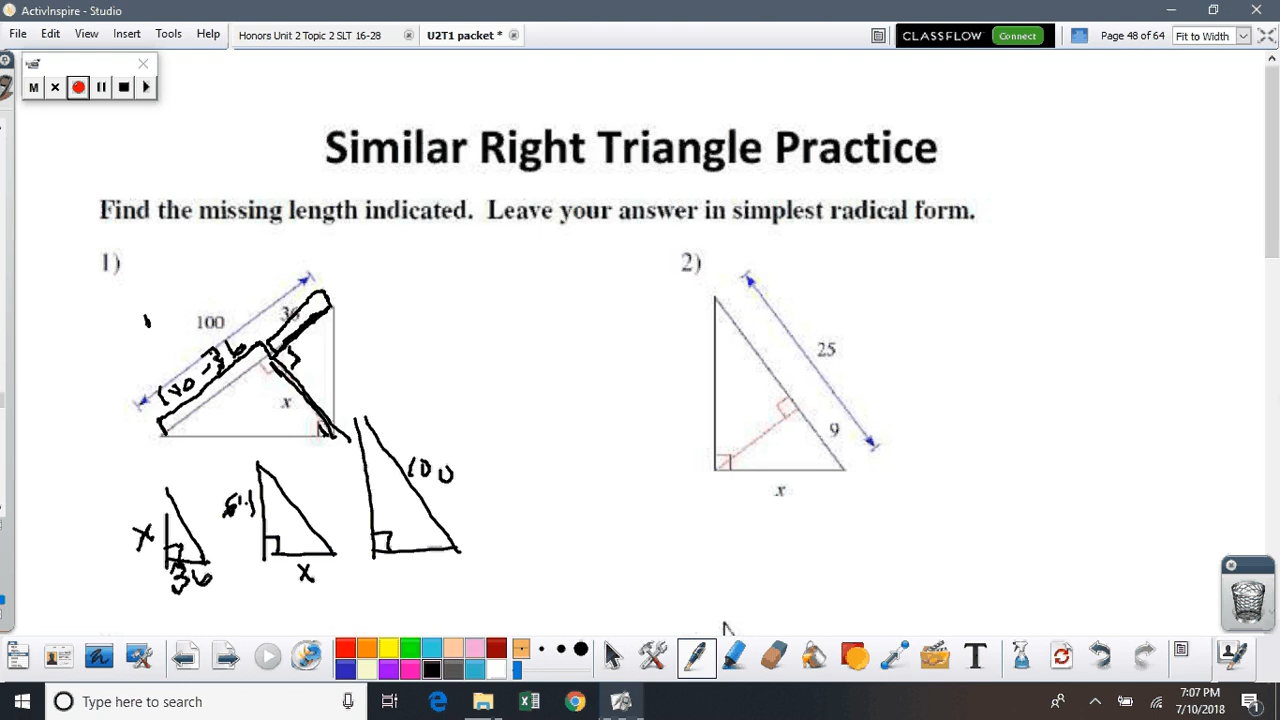 ActivInspire - Studio
File Edit View Insert Tools Help
Honors Unit 2 Topic 2 SLT 16-28
U2T1 packet *
CLASSFLOW Connect
Page 48 of 64
Fit to Width
M
Similar Right Triangle Practice
Find the missing length indicated. Leave your answer in simplest radical form.
1)
100
36
100 - 36
x
x
36
x
100
2)
25
9
x
T
Type here to search
7:07 PM
7/10/2018